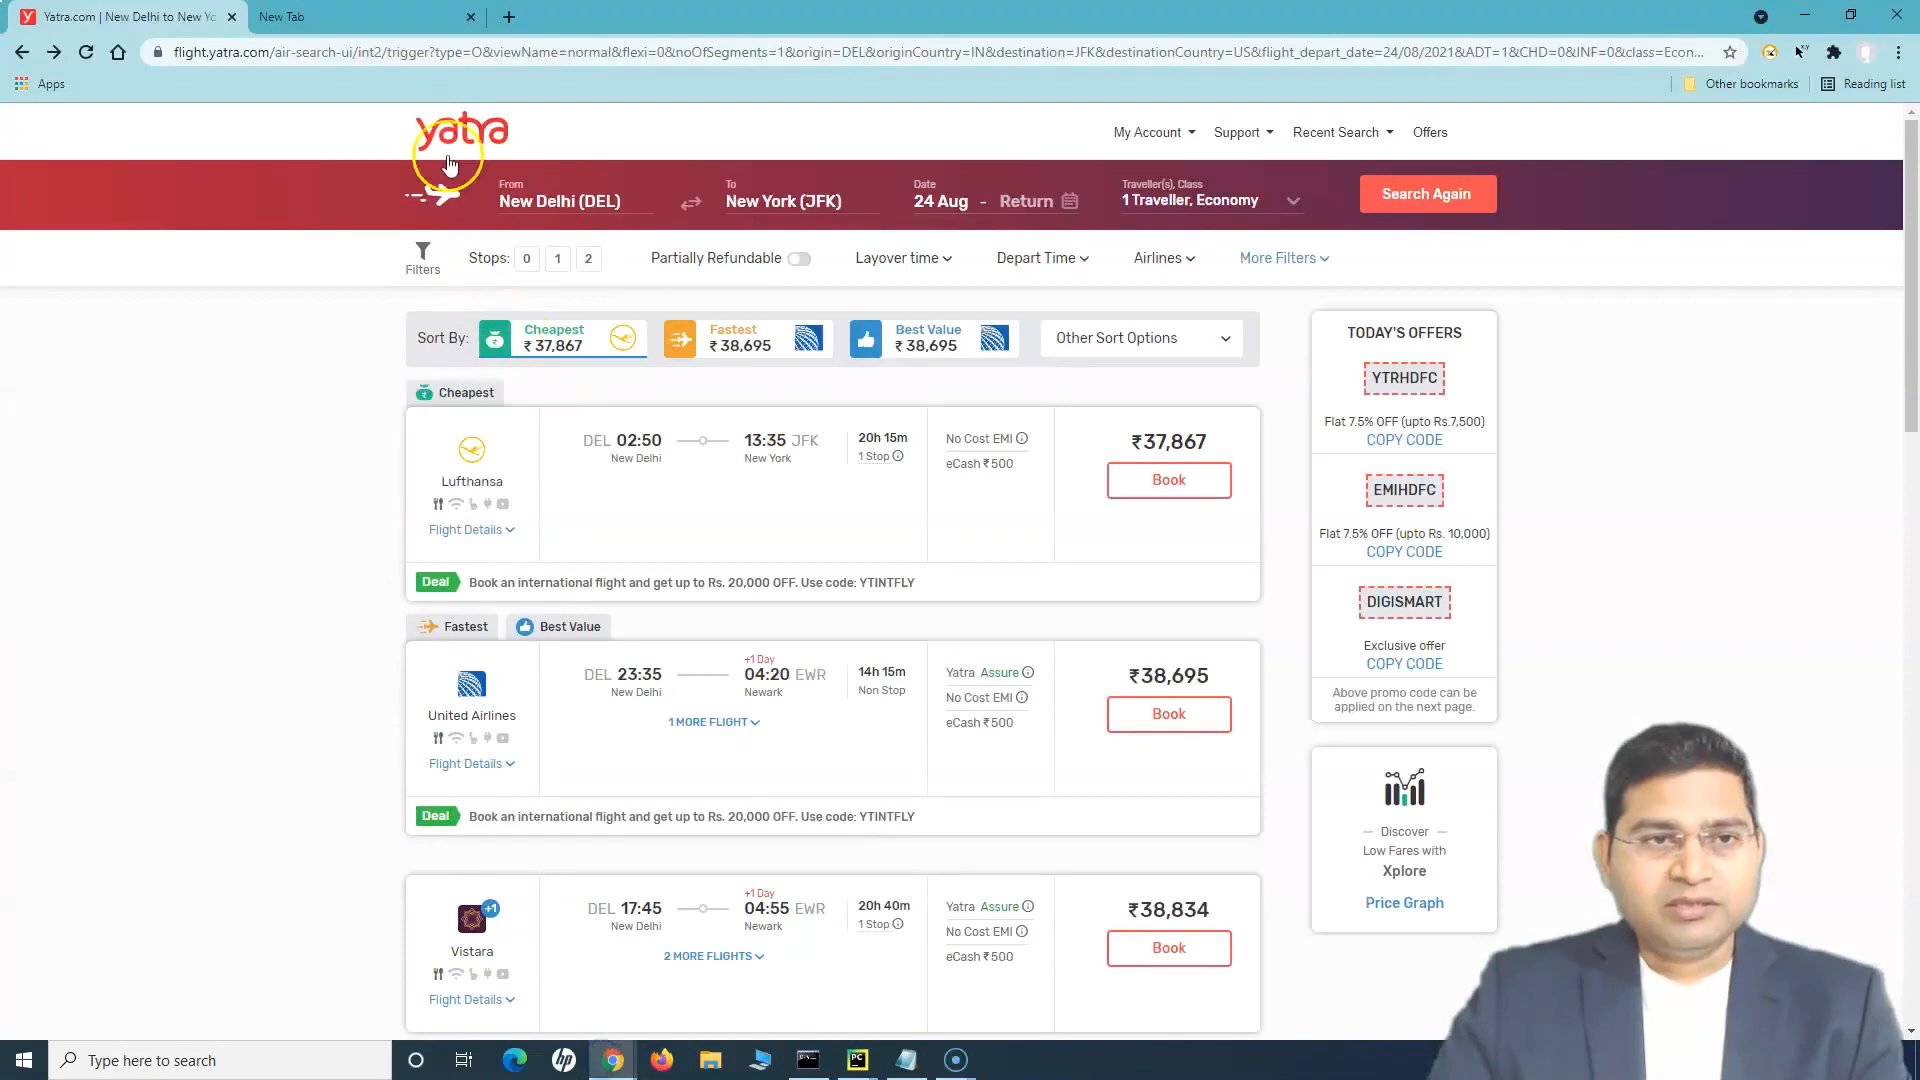 Yatra.com | New Delhi to New Yo
New Tab
flight.yatra.com/air-search-ui/int2/trigger?type=O&viewName=normal&flexi=0&noOfSegments=1&origin=DEL&originCountry=IN&destination=JFK&destinationCountry=US&flight_depart_date=24/08/2021&ADT=1&CHD=0&INF=0&class=Econ...
Apps
Other bookmarks
Reading list
yatra
My Account
Support
Recent Search
Offers
From
New Delhi (DEL)
To
New York (JFK)
Date
24 Aug - Return
Traveller(s), Class
1 Traveller, Economy
Search Again
Filters
Stops: 0 1 2
Partially Refundable
Layover time
Depart Time
Airlines
More Filters
Sort By:
Cheapest
₹ 37,867
Fastest
₹ 38,695
Best Value
₹ 38,695
Other Sort Options
Cheapest
Lufthansa
Flight Details
DEL 02:50
New Delhi
13:35 JFK
New York
20h 15m
1 Stop
No Cost EMI
eCash ₹500
₹37,867
Book
Deal
Book an international flight and get up to Rs. 20,000 OFF. Use code: YTINTFLY
Fastest
Best Value
United Airlines
Flight Details
DEL 23:35
New Delhi
+1 Day
04:20 EWR
Newark
1 MORE FLIGHT
14h 15m
Non Stop
Yatra Assure
No Cost EMI
eCash ₹500
₹38,695
Book
Deal
Book an international flight and get up to Rs. 20,000 OFF. Use code: YTINTFLY
+1
Vistara
Flight Details
DEL 17:45
New Delhi
+1 Day
04:55 EWR
Newark
2 MORE FLIGHTS
20h 40m
1 Stop
Yatra Assure
No Cost EMI
eCash ₹500
₹38,834
Book
TODAY'S OFFERS
YTRHDFC
Flat 7.5% OFF (upto Rs.7,500)
COPY CODE
EMIHDFC
Flat 7.5% OFF (upto Rs. 10,000)
COPY CODE
DIGISMART
Exclusive offer
COPY CODE
Above promo code can be
applied on the next page.
Discover
Low Fares with
Xplore
Price Graph
Type here to search
hp
PC